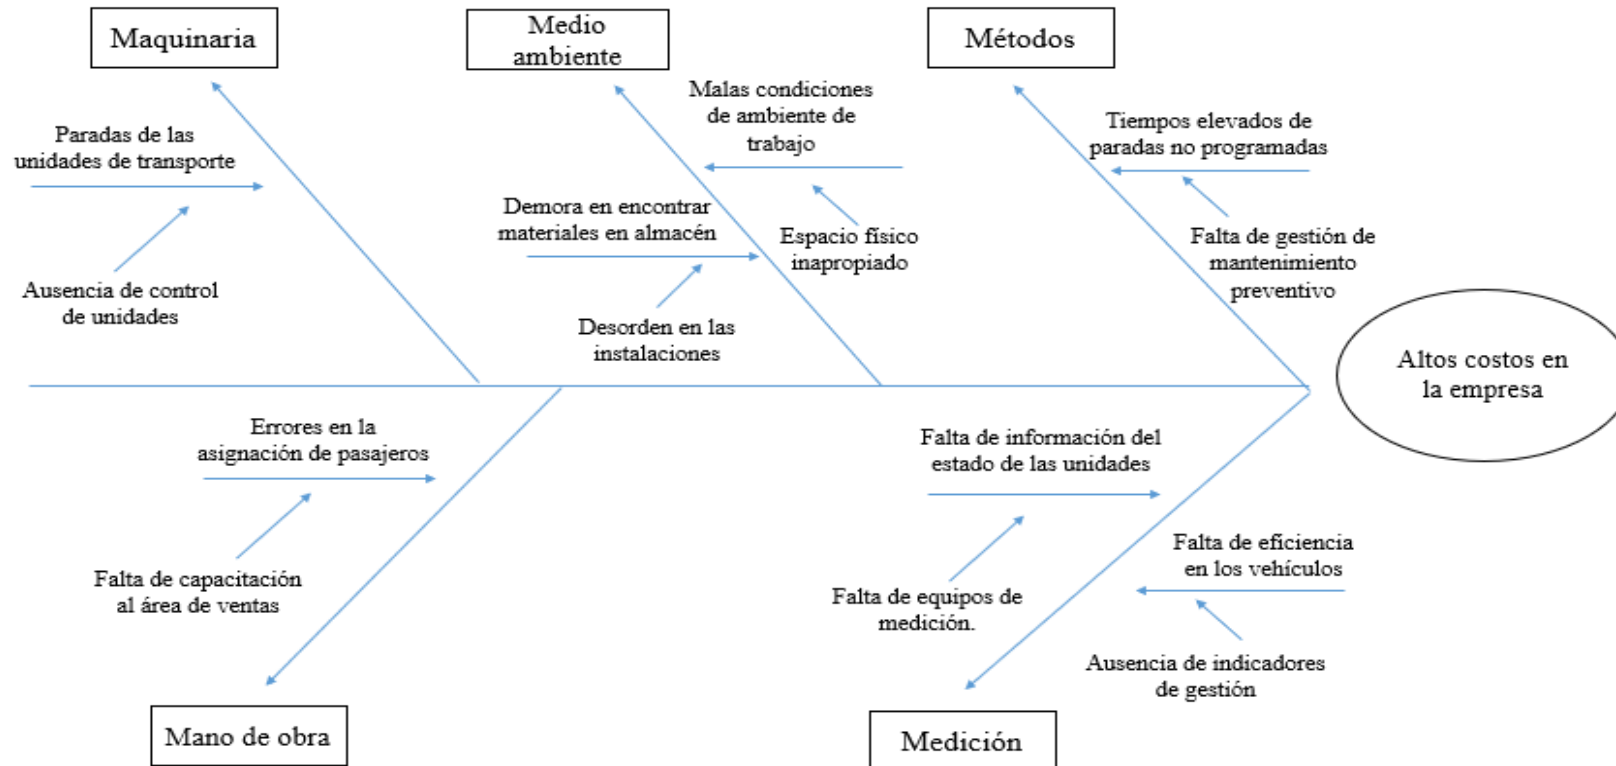 Maquinaria
Medio
ambiente
Métodos
Paradas de las
unidades de transporte
Ausencia de control
de unidades
Malas condiciones
de ambiente de
trabajo
Demora en encontrar
materiales en almacén
Espacio físico
inapropiado
Desorden en las
instalaciones
Tiempos elevados de
paradas no programadas
Falta de gestión de
mantenimiento
preventivo
Altos costos en
la empresa
Errores en la
asignación de pasajeros
Falta de capacitación
al área de ventas
Falta de información del
estado de las unidades
Falta de equipos de
medición.
Falta de eficiencia
en los vehículos
Ausencia de indicadores
de gestión
Mano de obra
Medición